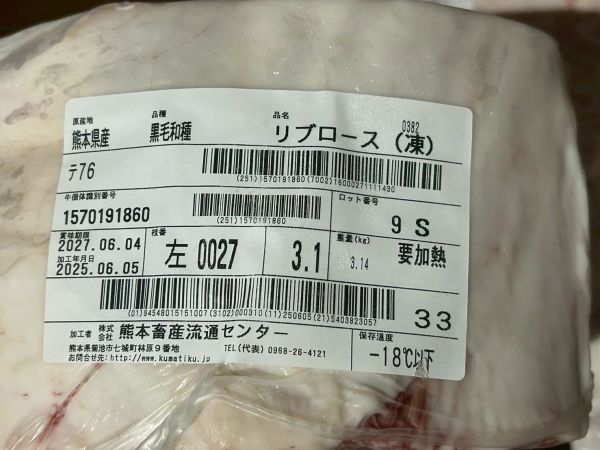 原産地 品種 品名 0382
熊本県産 黒毛和種 リブロース (凍)
テ76
(251)1570191860(7002)16000271111430
牛個体識別番号 ロット番号
1570191860 (251)1570191860 9 S
賞味期限 枝番 重量(kg)
2027.06.04 左 0027 3.1 3.14 要加熱
加工年月日
2025.06.05
(01)94548015151007(3102)000310(11)250605(21)5403823057 33
加工者 株式会社 熊本畜産流通センター 保存温度
熊本県菊池市七城町林原9番地 TEL(代表) 0968-26-4121 -18℃以下
お問合せ先:http://www.kumatiku.jp